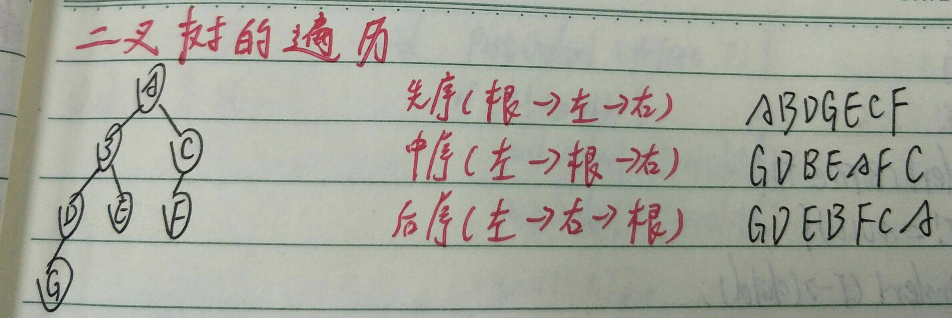 二叉树的遍历
A
先序(根→左→右) ABDGECF
B C
中序(左→根→右) GDBEAFC
D E F
后序(左→右→根) GDEBFCA
G